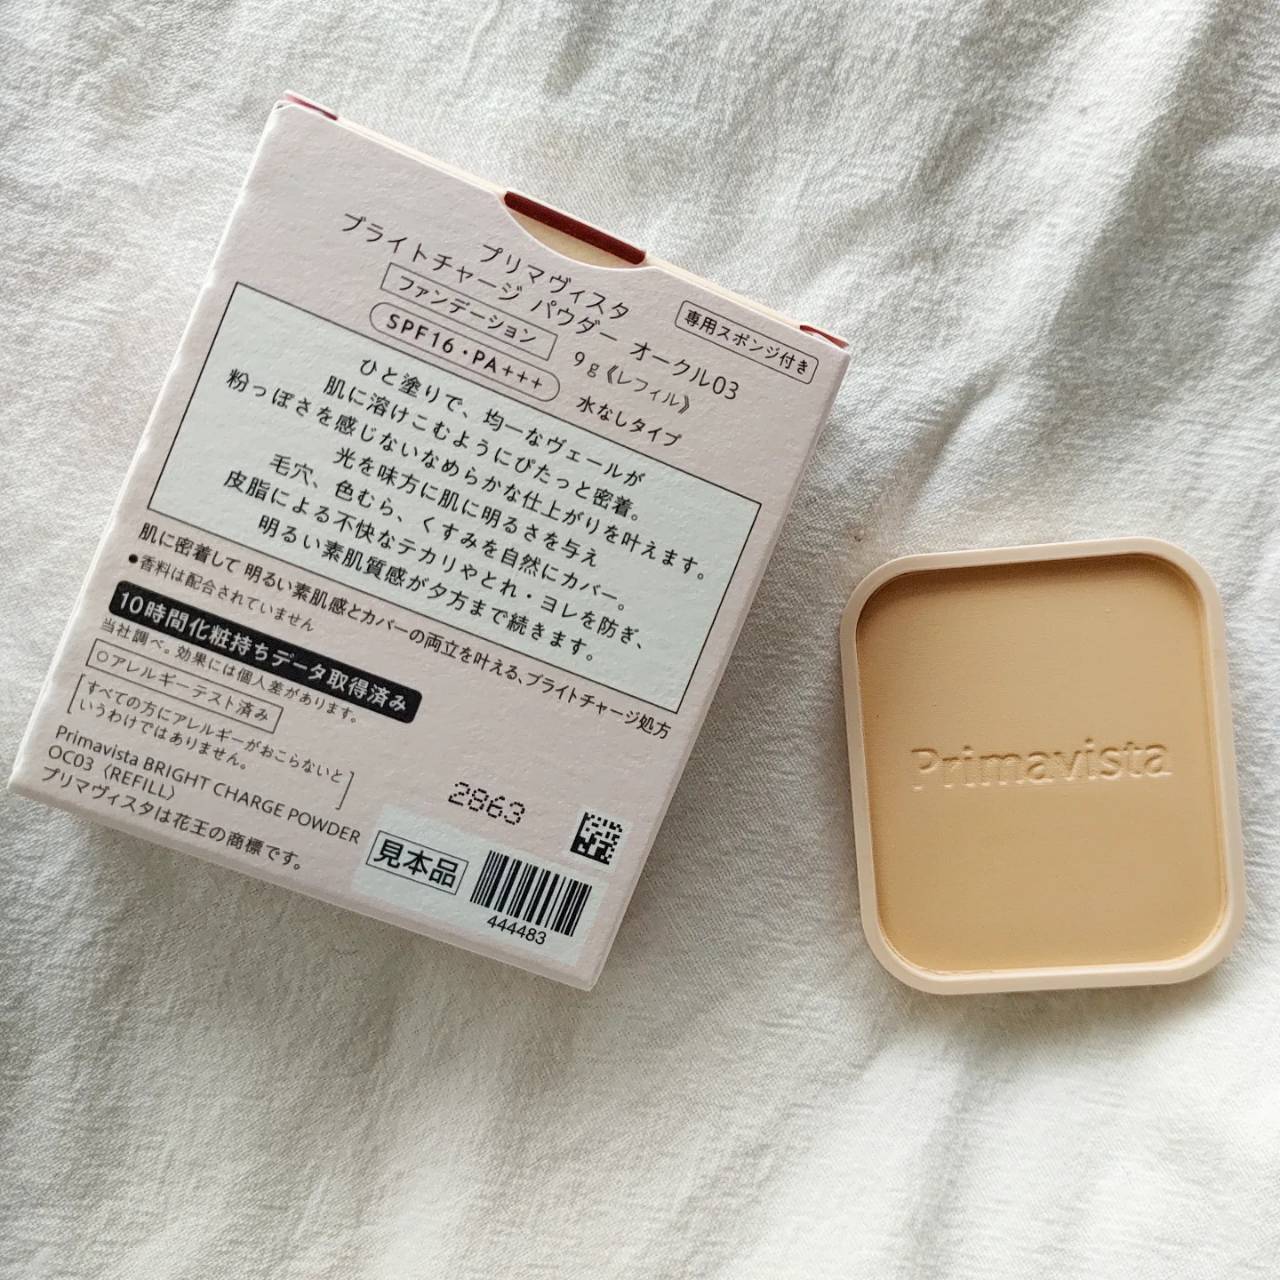 プリマヴィスタ
ブライトチャージ パウダー オークル03
ファンデーション
9g《レフィル》
専用スポンジ付き
SPF16・PA+++
水なしタイプ
ひと塗りで、均一なヴェールが
肌に溶けこむようにぴたっと密着。
粉っぽさを感じないなめらかな仕上がりを叶えます。
光を味方に肌に明るさを与え
毛穴、色むら、くすみを自然にカバー。
皮脂による不快なテカリやとれ・ヨレを防ぎ、
明るい素肌質感が夕方まで続きます。
肌に密着して 明るい素肌感とカバーの両立を叶える、ブライトチャージ処方
●香料は配合されていません
10時間化粧持ちデータ取得済み
当社調べ。効果には個人差があります。
○アレルギーテスト済み
[すべての方にアレルギーがおこらないと
いうわけではありません。]
Primavista BRIGHT CHARGE POWDER
OC03〈REFILL〉
プリマヴィスタは花王の商標です。
2863
見本品
444483
Primavista